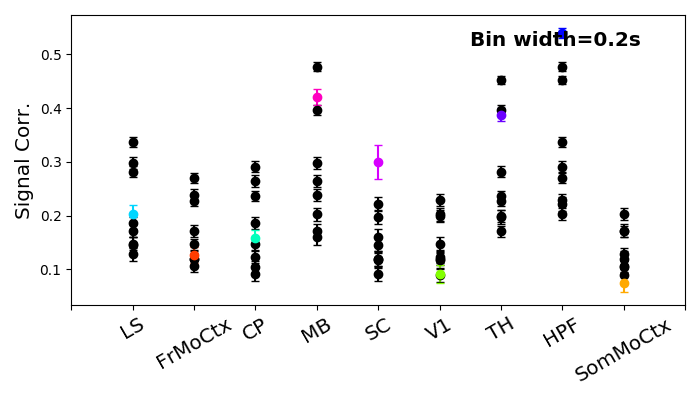 Bin width=0.2s
Signal Corr.
0.5
0.4
0.3
0.2
0.1
LS
FrMoCtx
CP
MB
SC
V1
TH
HPF
SomMoCtx